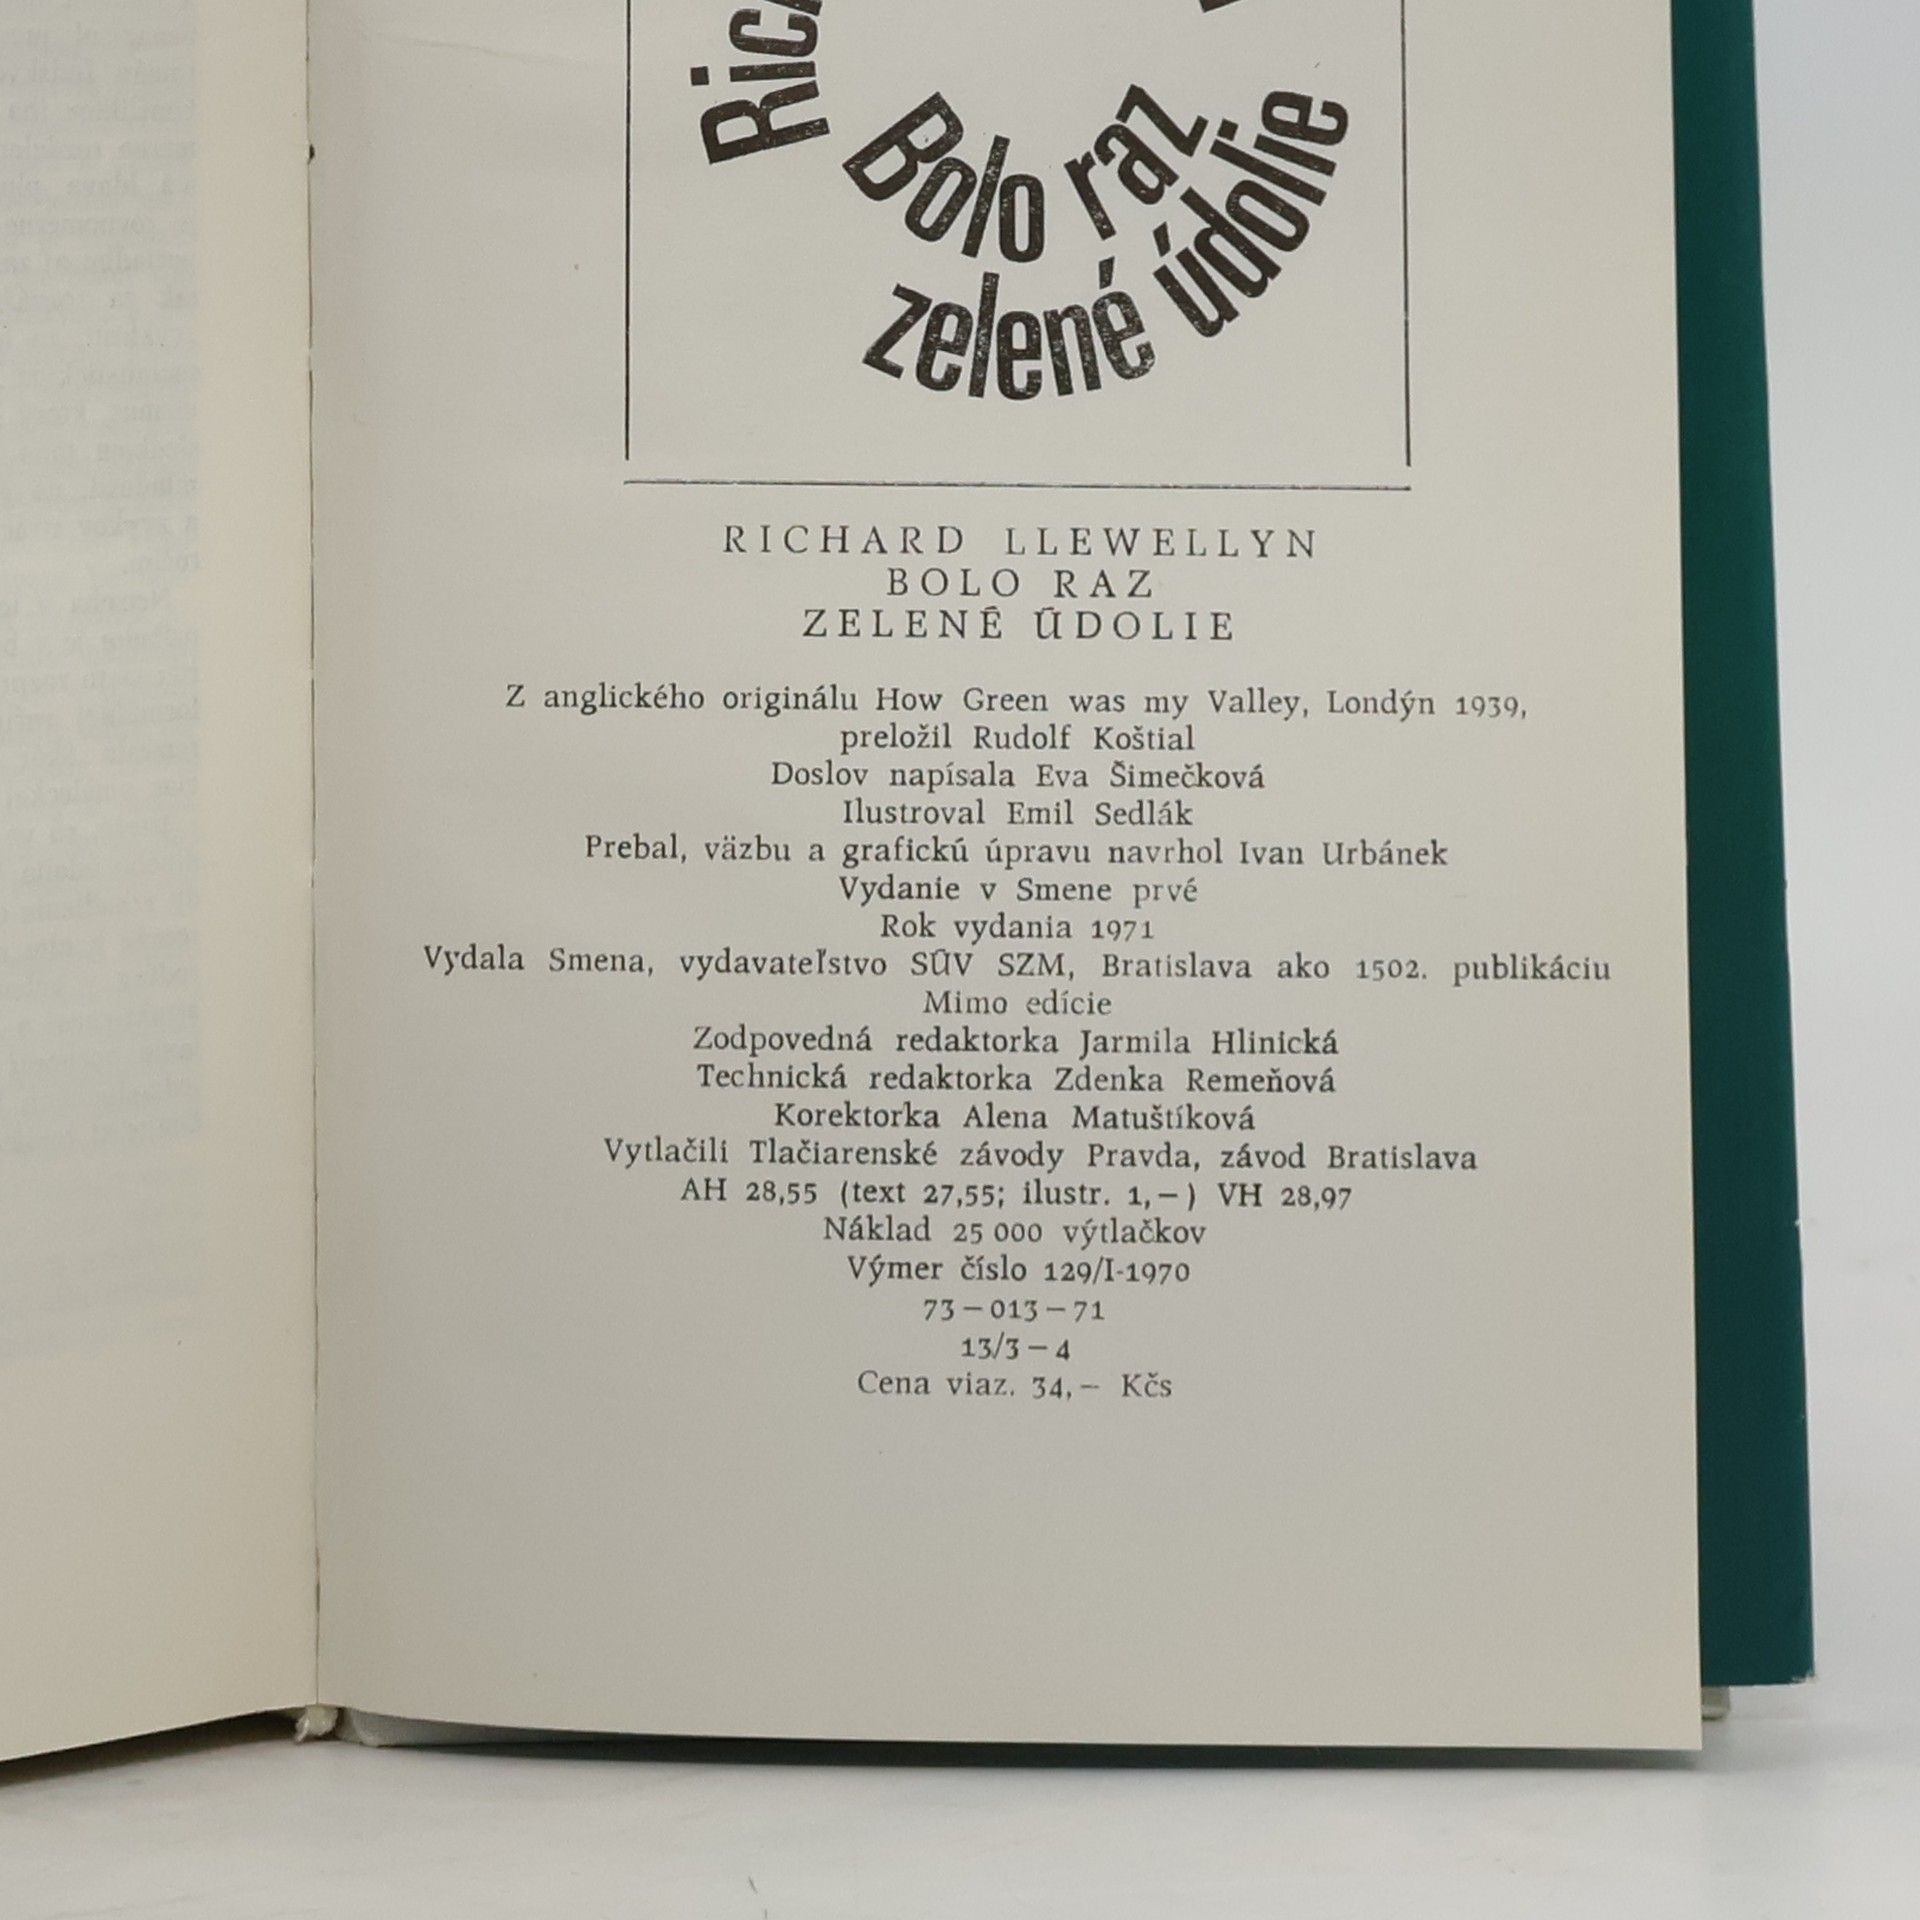 Bolo raz
zelené údolie
RICHARD LLEWELLYN
BOLO RAZ
ZELENÉ ÚDOLIE
Z anglického originálu How Green was my Valley, Londýn 1939,
preložil Rudolf Koštial
Doslov napísala Eva Šimečková
Ilustroval Emil Sedlák
Prebal, väzbu a grafickú úpravu navrhol Ivan Urbánek
Vydanie v Smene prvé
Rok vydania 1971
Vydala Smena, vydavateľstvo SÚV SZM, Bratislava ako 1502. publikáciu
Mimo edície
Zodpovedná redaktorka Jarmila Hlinická
Technická redaktorka Zdenka Remeňová
Korektorka Alena Matuštíková
Vytlačili Tlačiarenské závody Pravda, závod Bratislava
AH 28,55 (text 27,55; ilustr. 1,—) VH 28,97
Náklad 25 000 výtlačkov
Výmer číslo 129/I-1970
73—013—71
13/3—4
Cena viaz. 34,— Kčs